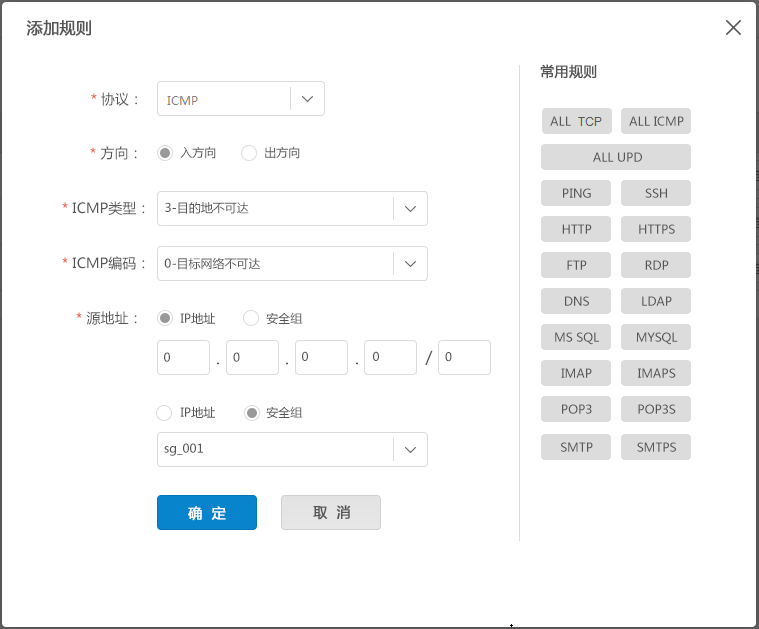 添加规则
* 协议： ICMP
* 方向： 入方向 出方向
* ICMP类型： 3-目的地不可达
* ICMP编码： 0-目标网络不可达
* 源地址： IP地址 安全组
0 . 0 . 0 . 0 / 0
IP地址 安全组
sg_001
确 定 取 消
常用规则
ALL TCP ALL ICMP
ALL UPD
PING SSH
HTTP HTTPS
FTP RDP
DNS LDAP
MS SQL MYSQL
IMAP IMAPS
POP3 POP3S
SMTP SMTPS